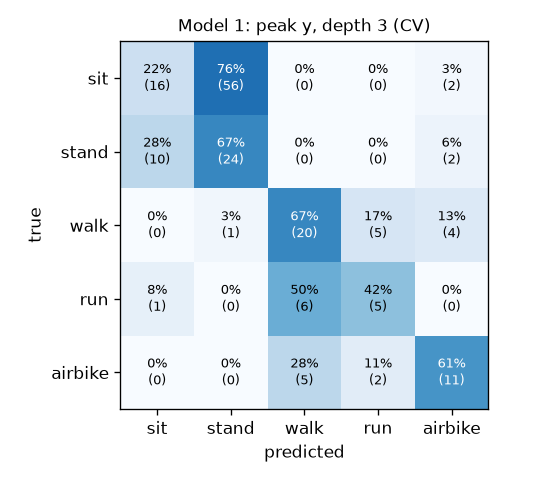 Model 1: peak y, depth 3 (CV)
sit
22% 76% 0% 0% 3%
(16) (56) (0) (0) (2)
stand
28% 67% 0% 0% 6%
(10) (24) (0) (0) (2)
walk
0% 3% 67% 17% 13%
(0) (1) (20) (5) (4)
run
8% 0% 50% 42% 0%
(1) (0) (6) (5) (0)
airbike
0% 0% 28% 11% 61%
(0) (0) (5) (2) (11)
true
sit stand walk run airbike
predicted